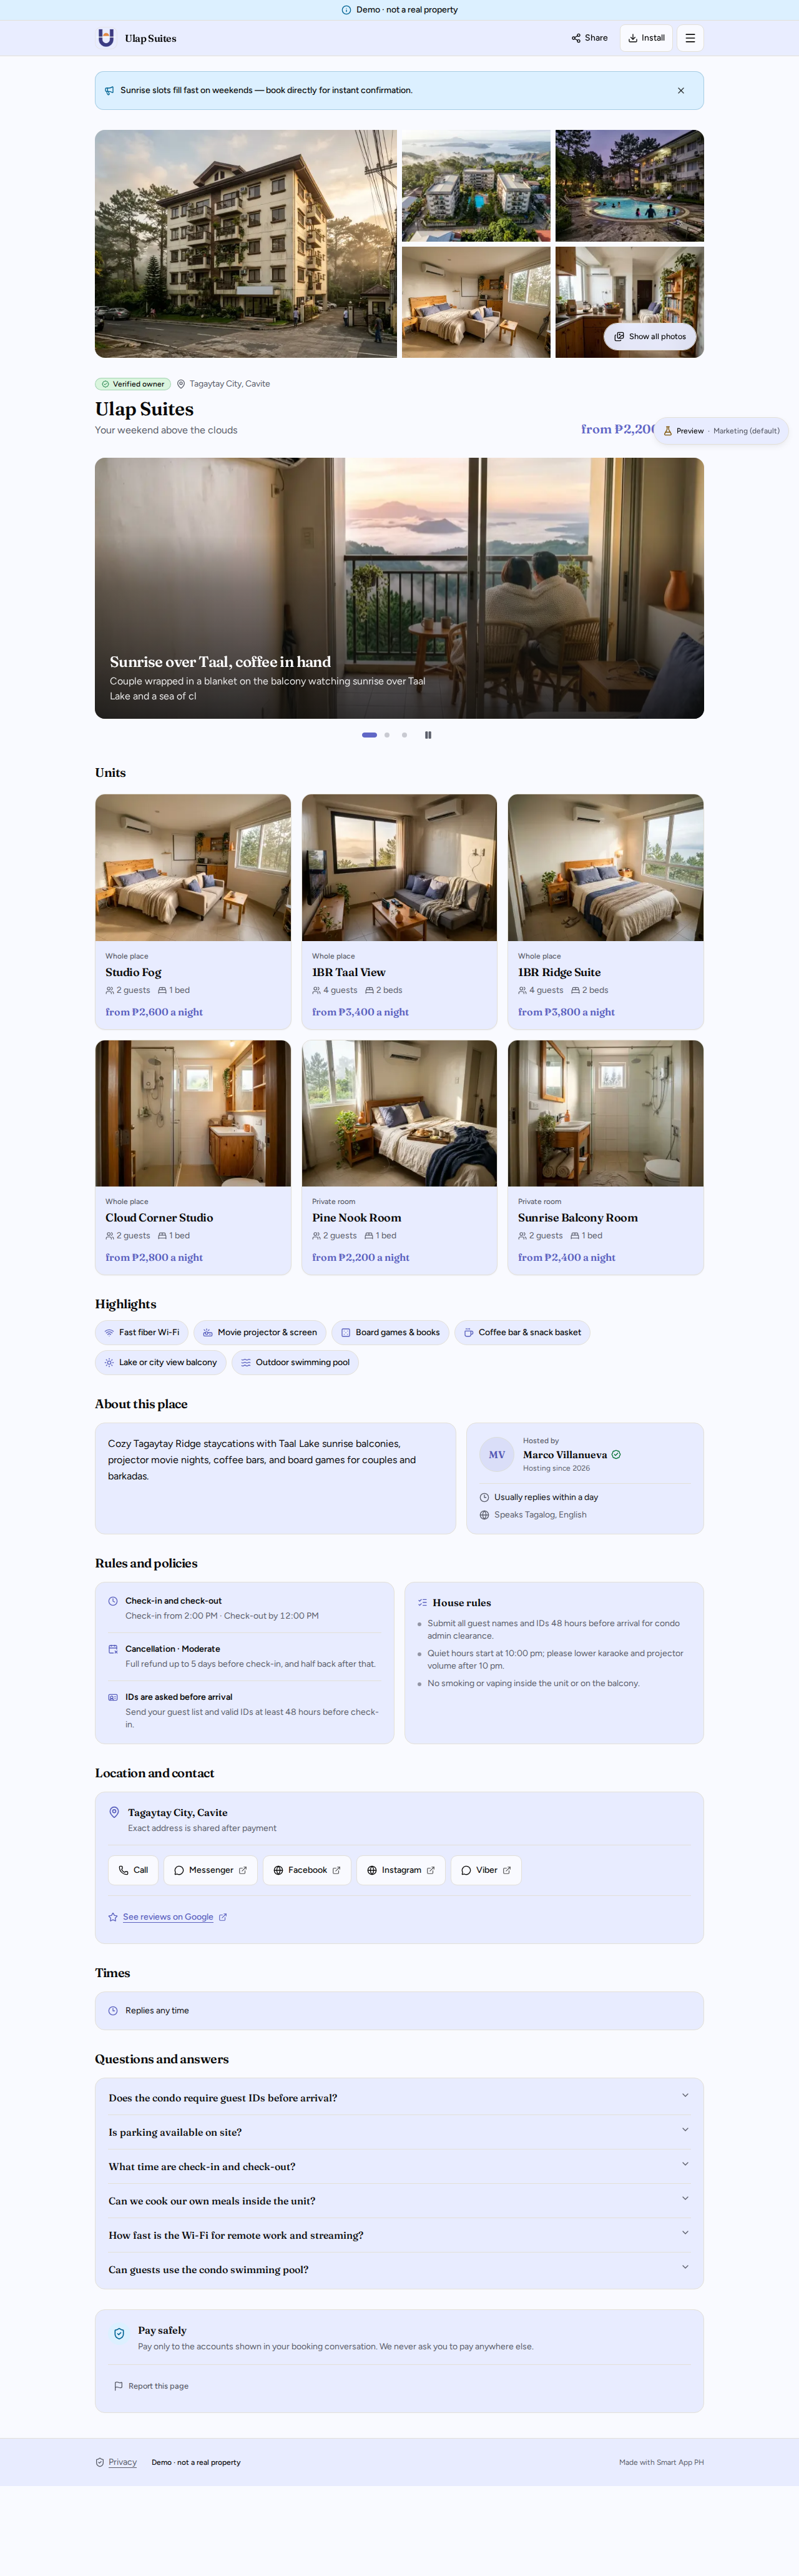 Demo · not a real property
Ulap Suites
Share
Install
Sunrise slots fill fast on weekends — book directly for instant confirmation.
Show all photos
Verified owner
Tagaytay City, Cavite
Ulap Suites
Your weekend above the clouds
from ₱2,200
Preview · Marketing (default)
Sunrise over Taal, coffee in hand
Couple wrapped in a blanket on the balcony watching sunrise over Taal
Lake and a sea of cl
Units
Whole place
Studio Fog
2 guests 1 bed
from ₱2,600 a night
Whole place
1BR Taal View
4 guests 2 beds
from ₱3,400 a night
Whole place
1BR Ridge Suite
4 guests 2 beds
from ₱3,800 a night
Whole place
Cloud Corner Studio
2 guests 1 bed
from ₱2,800 a night
Private room
Pine Nook Room
2 guests 1 bed
from ₱2,200 a night
Private room
Sunrise Balcony Room
2 guests 1 bed
from ₱2,400 a night
Highlights
Fast fiber Wi-Fi
Movie projector & screen
Board games & books
Coffee bar & snack basket
Lake or city view balcony
Outdoor swimming pool
About this place
Cozy Tagaytay Ridge staycations with Taal Lake sunrise balconies,
projector movie nights, coffee bars, and board games for couples and
barkadas.
MV
Hosted by
Marco Villanueva
Hosting since 2026
Usually replies within a day
Speaks Tagalog, English
Rules and policies
Check-in and check-out
Check-in from 2:00 PM · Check-out by 12:00 PM
Cancellation · Moderate
Full refund up to 5 days before check-in, and half back after that.
IDs are asked before arrival
Send your guest list and valid IDs at least 48 hours before check-
in.
House rules
Submit all guest names and IDs 48 hours before arrival for condo
admin clearance.
Quiet hours start at 10:00 pm; please lower karaoke and projector
volume after 10 pm.
No smoking or vaping inside the unit or on the balcony.
Location and contact
Tagaytay City, Cavite
Exact address is shared after payment
Call
Messenger
Facebook
Instagram
Viber
See reviews on Google
Times
Replies any time
Questions and answers
Does the condo require guest IDs before arrival?
Is parking available on site?
What time are check-in and check-out?
Can we cook our own meals inside the unit?
How fast is the Wi-Fi for remote work and streaming?
Can guests use the condo swimming pool?
Pay safely
Pay only to the accounts shown in your booking conversation. We never ask you to pay anywhere else.
Report this page
Privacy
Demo · not a real property
Made with Smart App PH